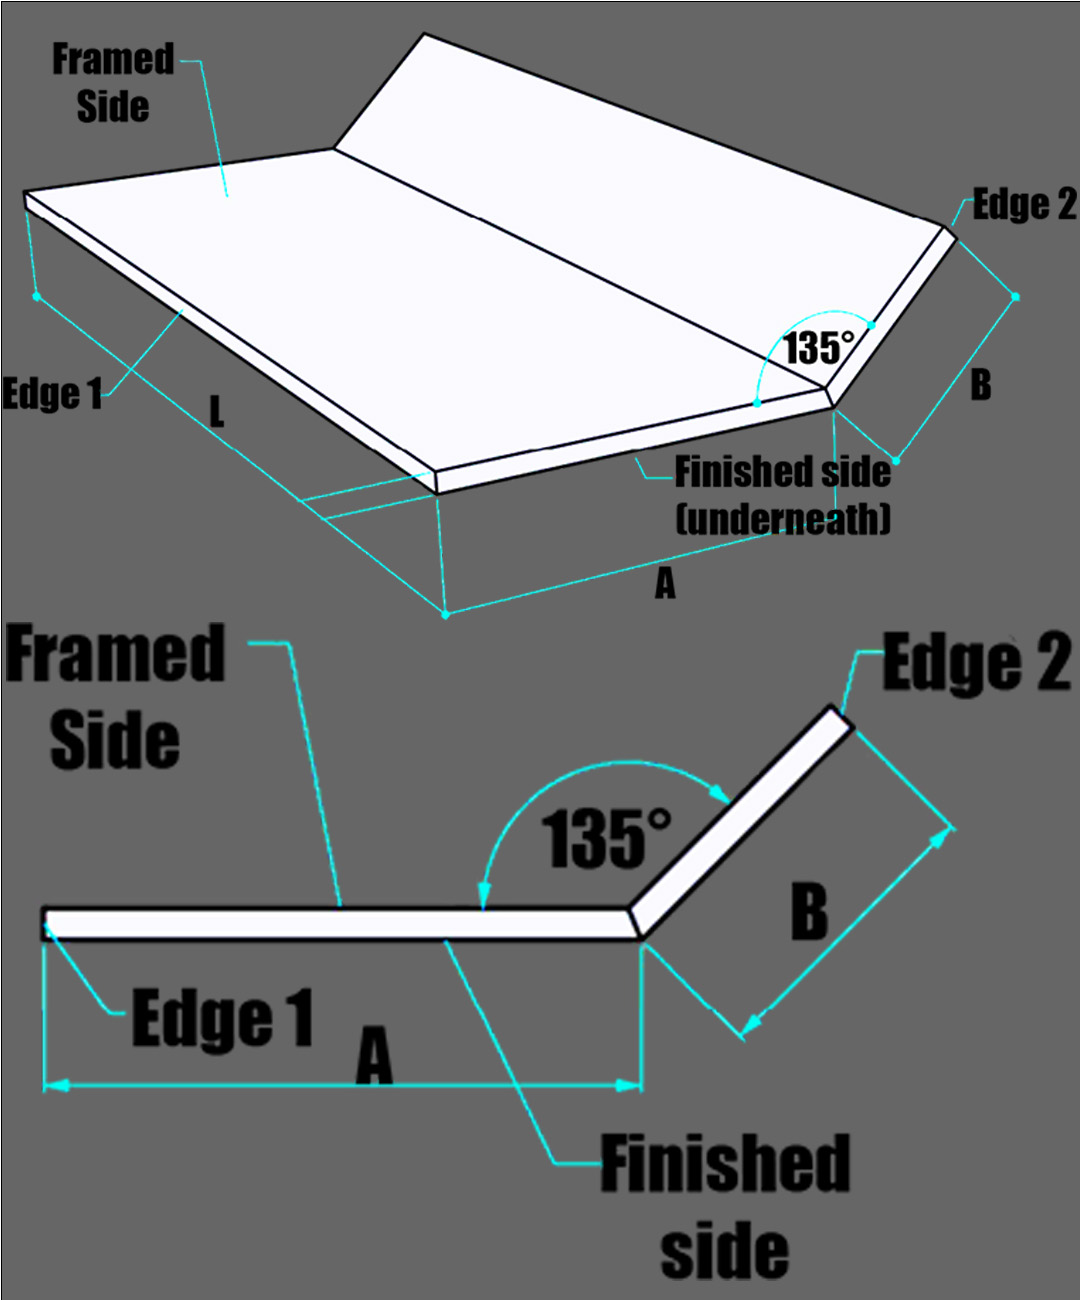 Framed
Side
Edge 2
135°
B
Edge 1
L
Finished side
(underneath)
A
Framed
Side
Edge 2
135°
B
Edge 1
A
Finished
side